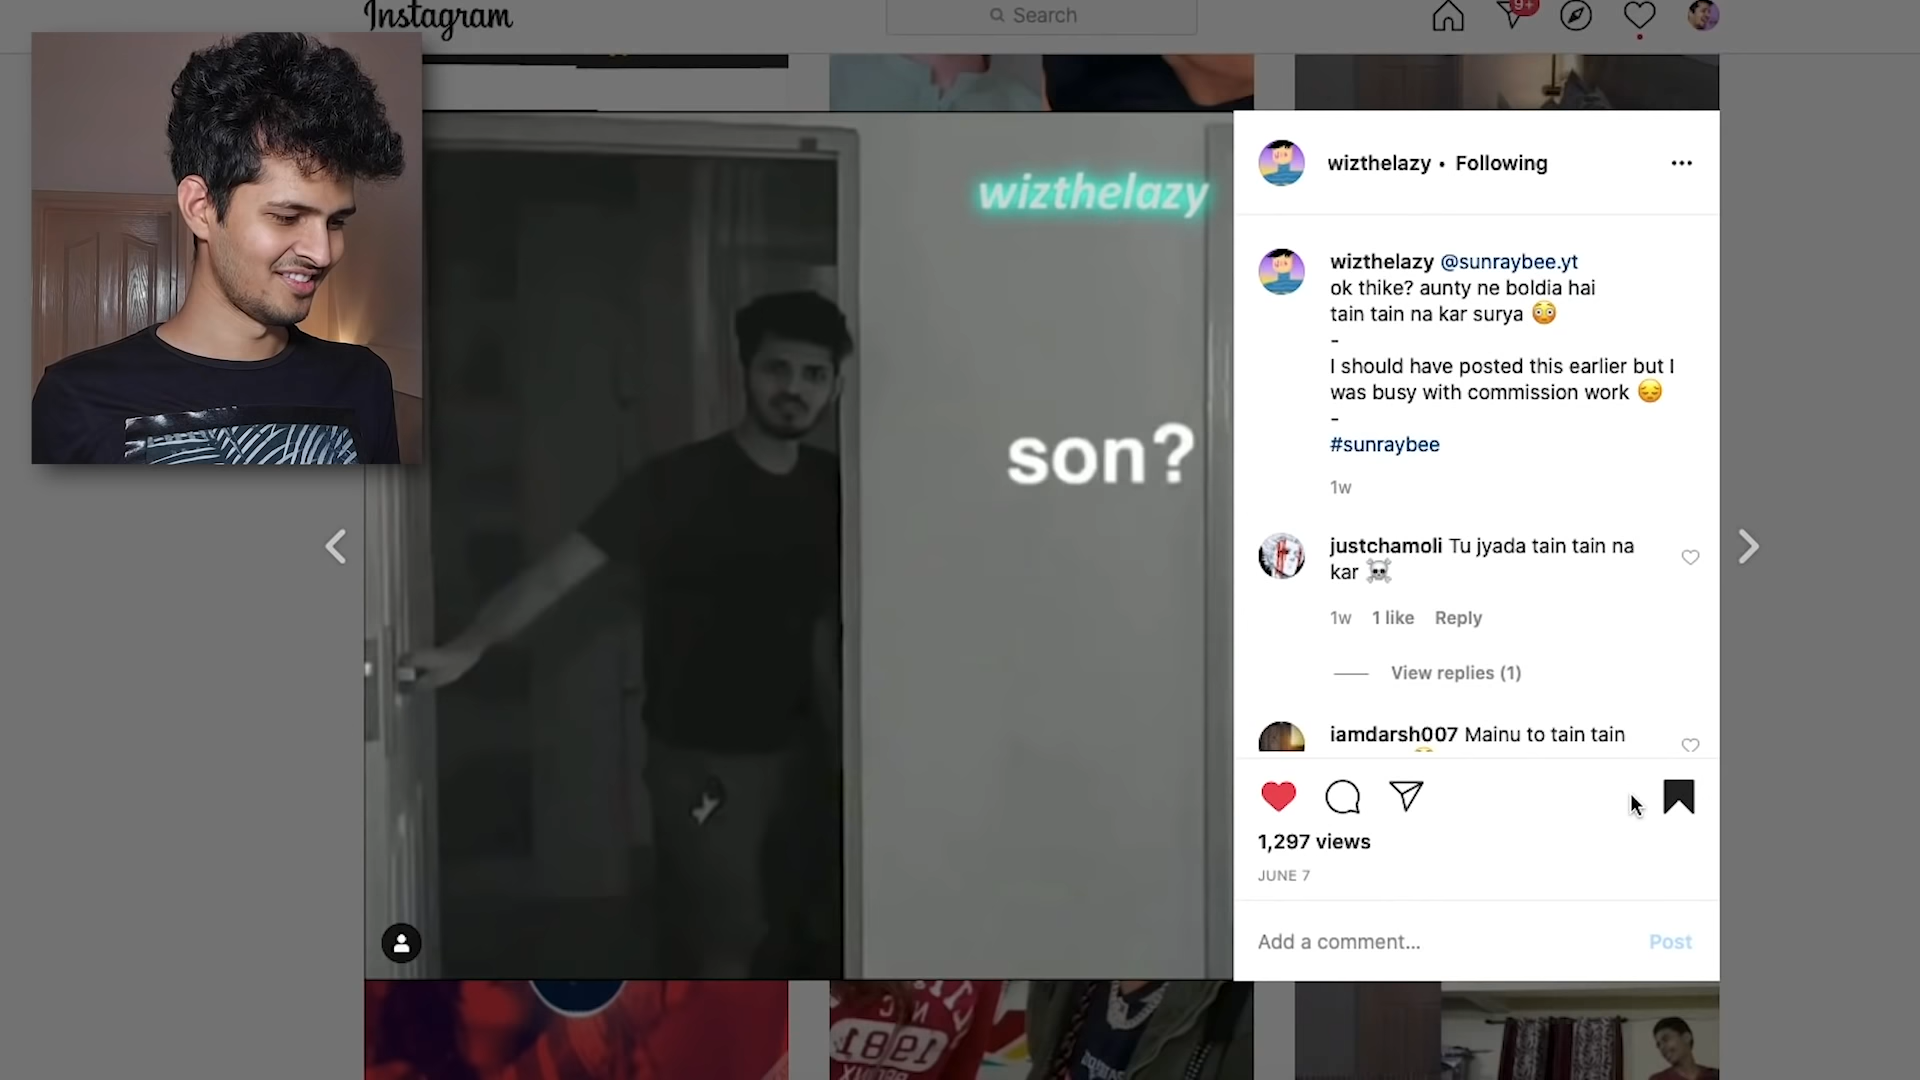 Instagram
Search
9+
wizthelazy
son?
wizthelazy • Following
wizthelazy @sunraybee.yt
ok thike? aunty ne boldia hai
tain tain na kar surya 😳
-
I should have posted this earlier but I
was busy with commission work 😔
-
#sunraybee
1w
justchamoli Tu jyada tain tain na
kar ☠️
1w 1 like Reply
View replies (1)
iamdarsh007 Mainu to tain tain
1,297 views
JUNE 7
Add a comment... Post
1881